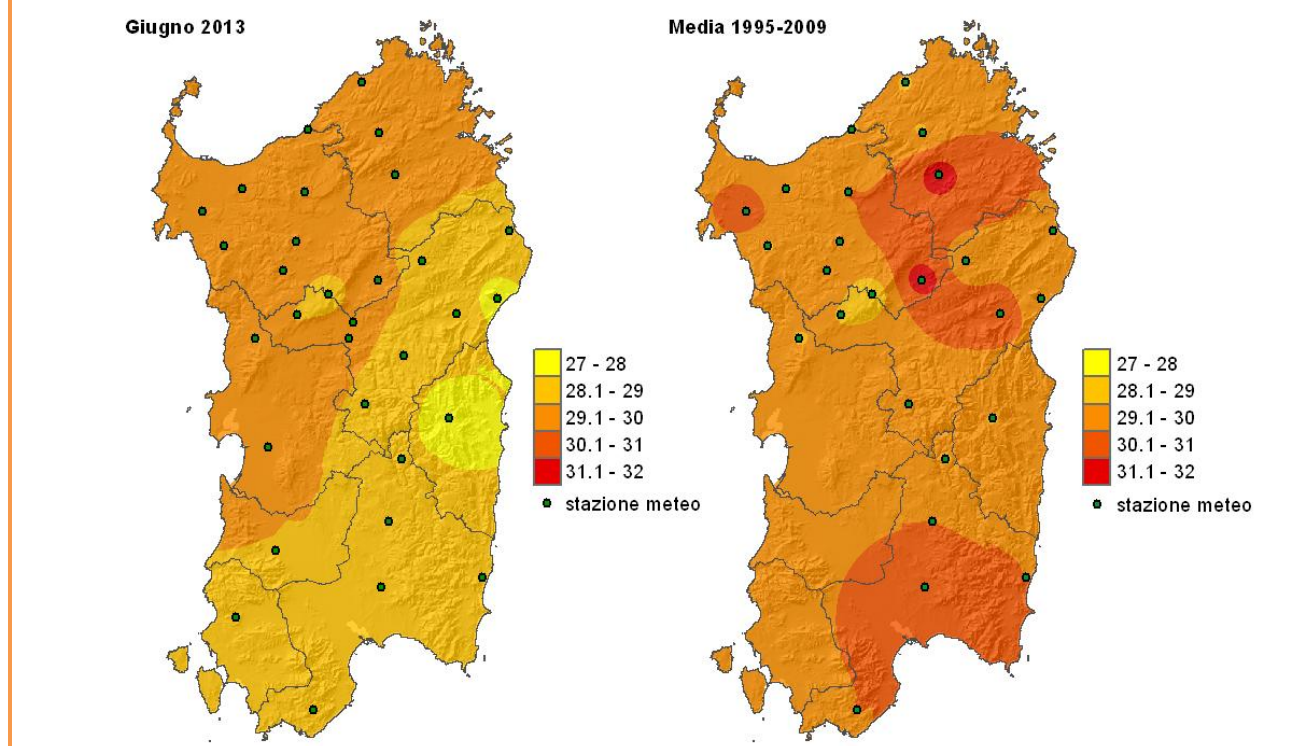 Giugno 2013
Media 1995-2009
27 - 28
28.1 - 29
29.1 - 30
30.1 - 31
31.1 - 32
stazione meteo
27 - 28
28.1 - 29
29.1 - 30
30.1 - 31
31.1 - 32
stazione meteo